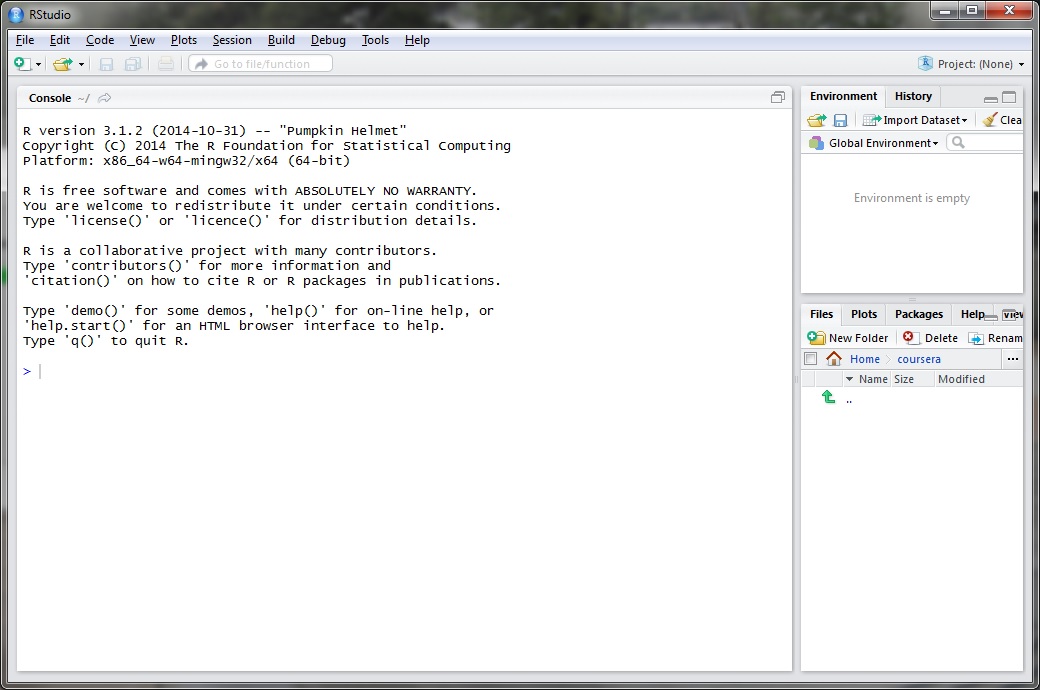 RStudio
File Edit Code View Plots Session Build Debug Tools Help
Go to file/function
Project: (None)
Console ~/
R version 3.1.2 (2014-10-31) -- "Pumpkin Helmet"
Copyright (C) 2014 The R Foundation for Statistical Computing
Platform: x86_64-w64-mingw32/x64 (64-bit)
R is free software and comes with ABSOLUTELY NO WARRANTY.
You are welcome to redistribute it under certain conditions.
Type 'license()' or 'licence()' for distribution details.
R is a collaborative project with many contributors.
Type 'contributors()' for more information and
'citation()' on how to cite R or R packages in publications.
Type 'demo()' for some demos, 'help()' for on-line help, or
'help.start()' for an HTML browser interface to help.
Type 'q()' to quit R.
>
Environment History
Import Dataset Clea
Global Environment
Environment is empty
Files Plots Packages Help
New Folder Delete Renam
Home coursera
Name Size Modified
..